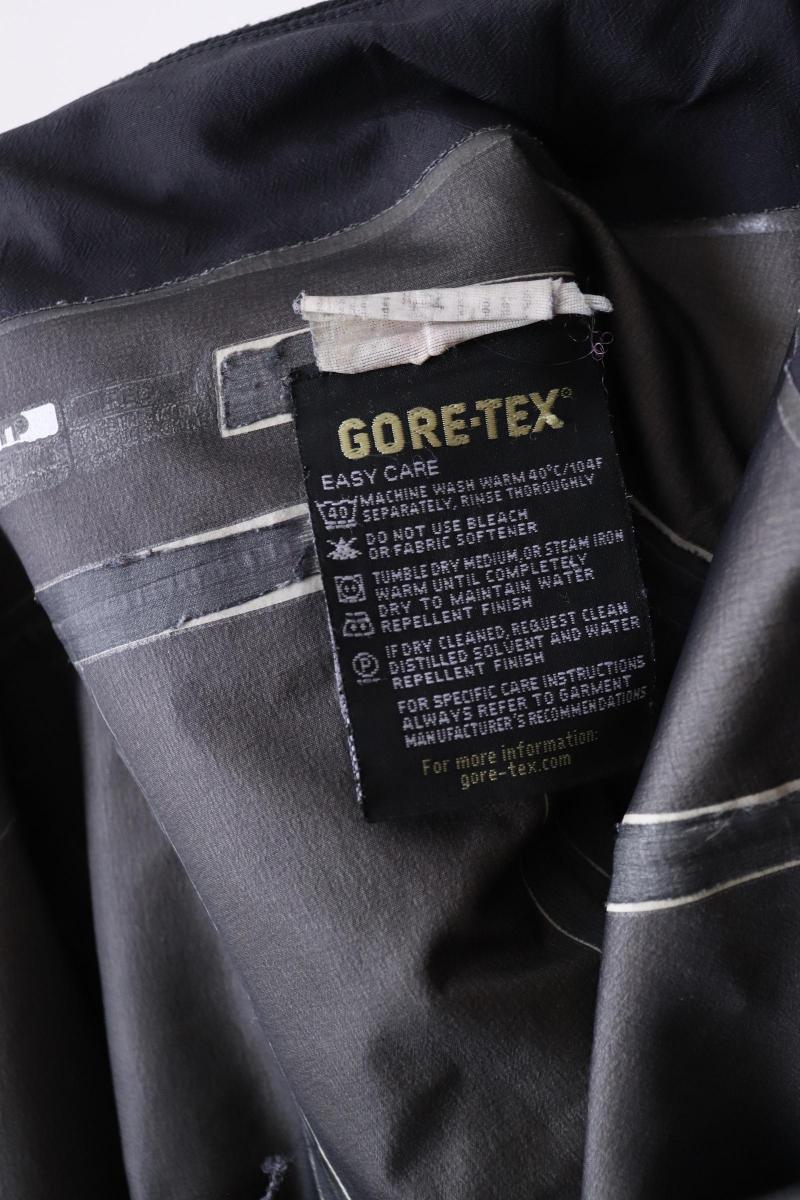 GORE-TEX®
EASY CARE
40
MACHINE WASH WARM 40°C/104F
SEPARATELY, RINSE THOROUGHLY
DO NOT USE BLEACH
OR FABRIC SOFTENER
TUMBLE DRY MEDIUM, OR STEAM IRON
WARM UNTIL COMPLETELY
DRY TO MAINTAIN WATER
REPELLENT FINISH
P
IF DRY CLEANED, REQUEST CLEAN
DISTILLED SOLVENT AND WATER
REPELLENT FINISH
FOR SPECIFIC CARE INSTRUCTIONS
ALWAYS REFER TO GARMENT
MANUFACTURER'S RECOMMENDATIONS
For more information:
gore-tex.com